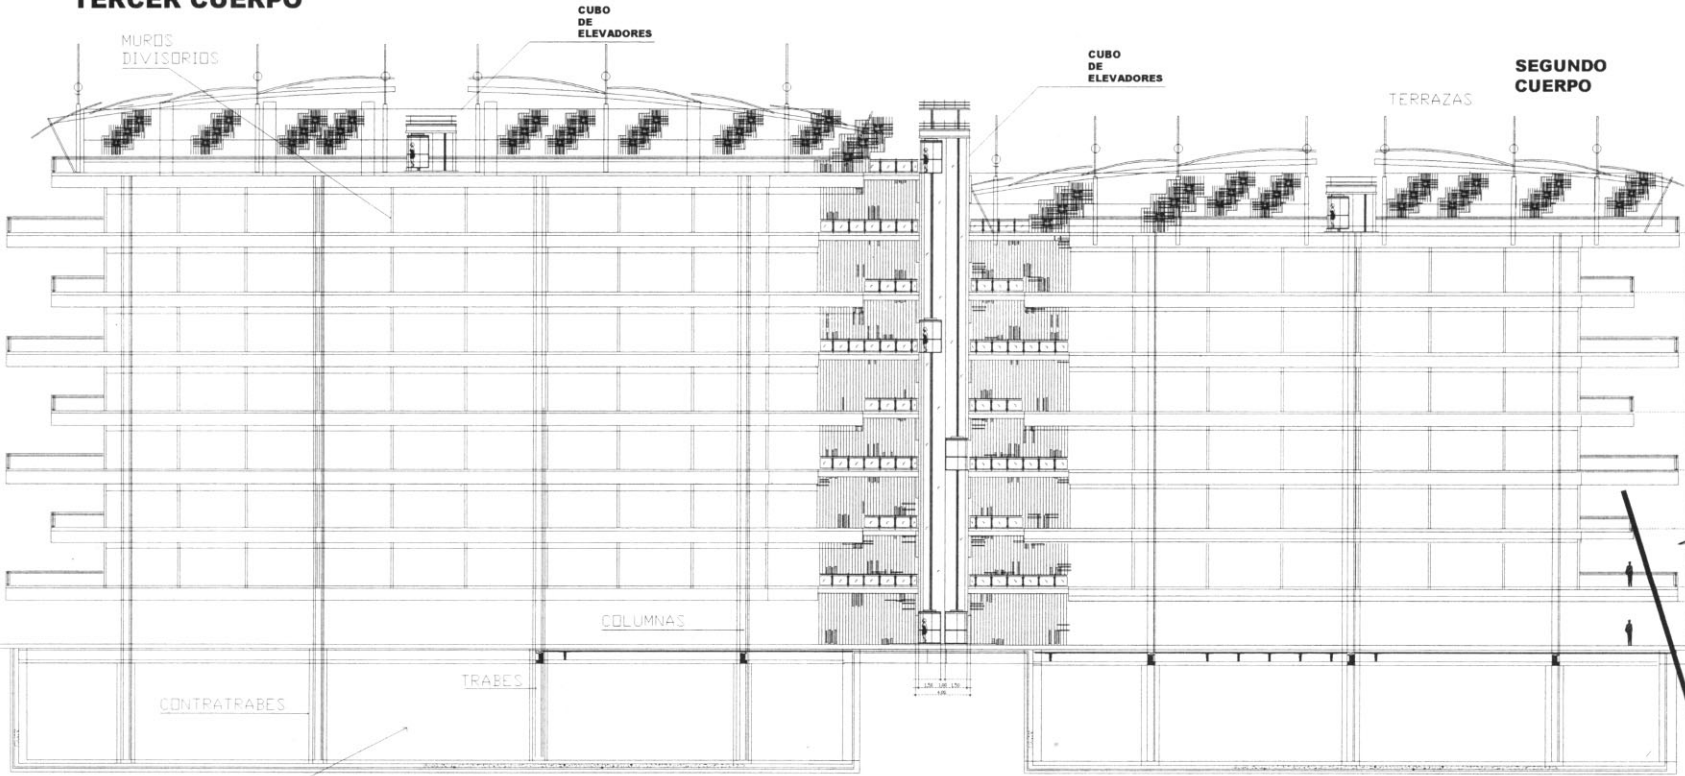 TERCER CUERPO
CUBO
DE
ELEVADORES
MUROS
DIVISORIOS
CUBO
DE
ELEVADORES
SEGUNDO
CUERPO
TERRAZAS
COLUMNAS
TRABES
CONTRATRABES